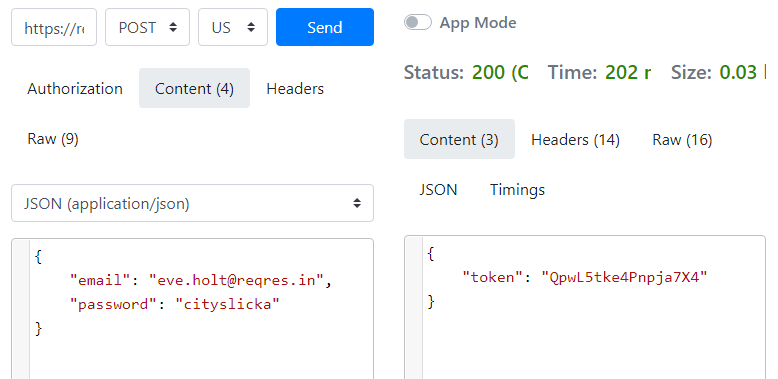 https://re
POST
US
Send
Authorization
Content (4)
Headers
Raw (9)
JSON (application/json)
{
"email": "eve.holt@reqres.in",
"password": "cityslicka"
}
App Mode
Status: 200 (
Time: 202
Size: 0.03
Content (3)
Headers (14)
Raw (16)
JSON
Timings
{
"token": "QpwL5tke4Pnpja7X4"
}